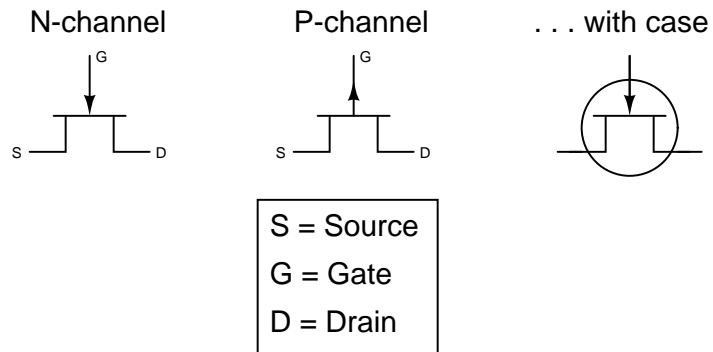 N-channel
P-channel
. . . with case
G
G
S
D
S
D
S = Source
G = Gate
D = Drain